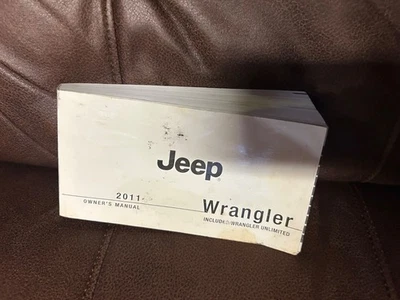 Jeep
2011
OWNER'S MANUAL
Wrangler
INCLUDES WRANGLER UNLIMITED